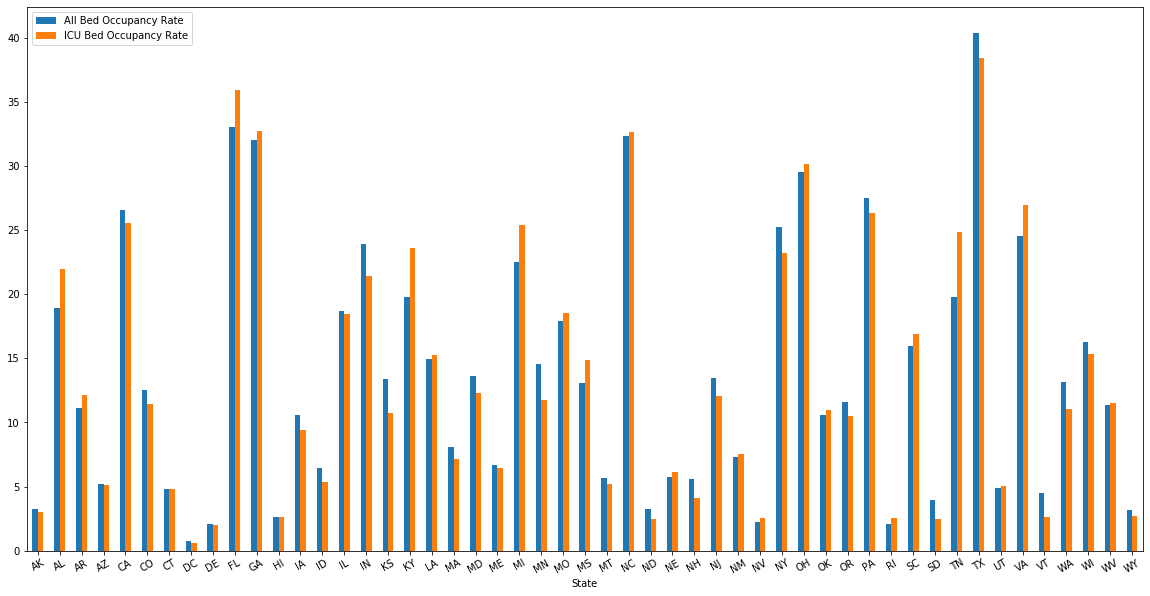 All Bed Occupancy Rate
ICU Bed Occupancy Rate
40
35
30
25
20
15
10
5
0
AK AL AR AZ CA CO CT DC DE FL GA HI IA ID IL IN KS KY LA MA MD ME MI MN MO MS MT NC ND NE NH NJ NM NV NY OH OK OR PA RI SC SD TN TX UT VA VT WA WI WV WY
State